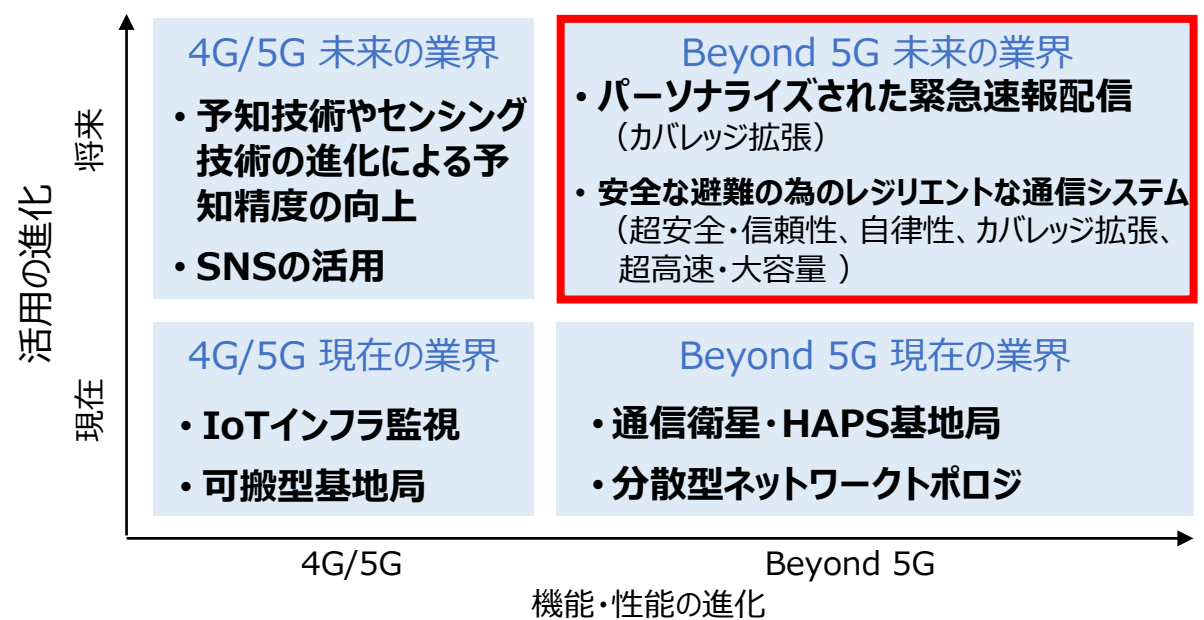 活用の進化
将来
現在
4G/5G 未来の業界
・予知技術やセンシング
技術の進化による予
知精度の向上
・SNSの活用
Beyond 5G 未来の業界
・パーソナライズされた緊急速報配信
（カバレッジ拡張）
・安全な避難の為のレジリエントな通信システム
（超安全・信頼性、自律性、カバレッジ拡張、
超高速・大容量 ）
4G/5G 現在の業界
・IoTインフラ監視
・可搬型基地局
Beyond 5G 現在の業界
・通信衛星・HAPS基地局
・分散型ネットワークトポロジ
4G/5G
Beyond 5G
機能・性能の進化